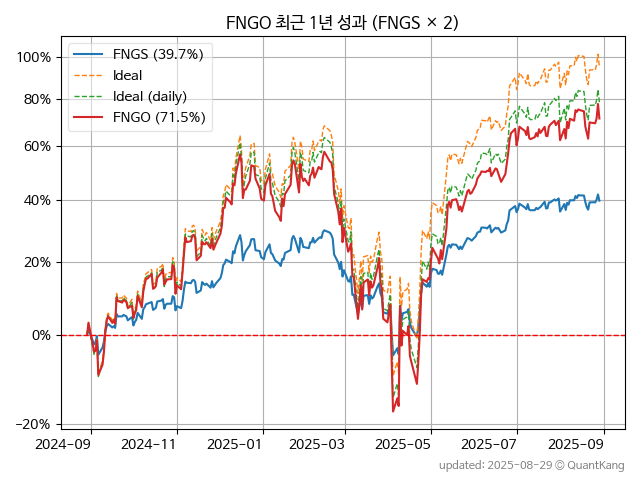 FNGO 최근 1년 성과 (FNGS × 2)
FNGS (39.7%)
Ideal
Ideal (daily)
FNGO (71.5%)
100%
80%
60%
40%
20%
0%
−20%
2024-09
2024-11
2025-01
2025-03
2025-05
2025-07
2025-09
updated: 2025-08-29 © QuantKang